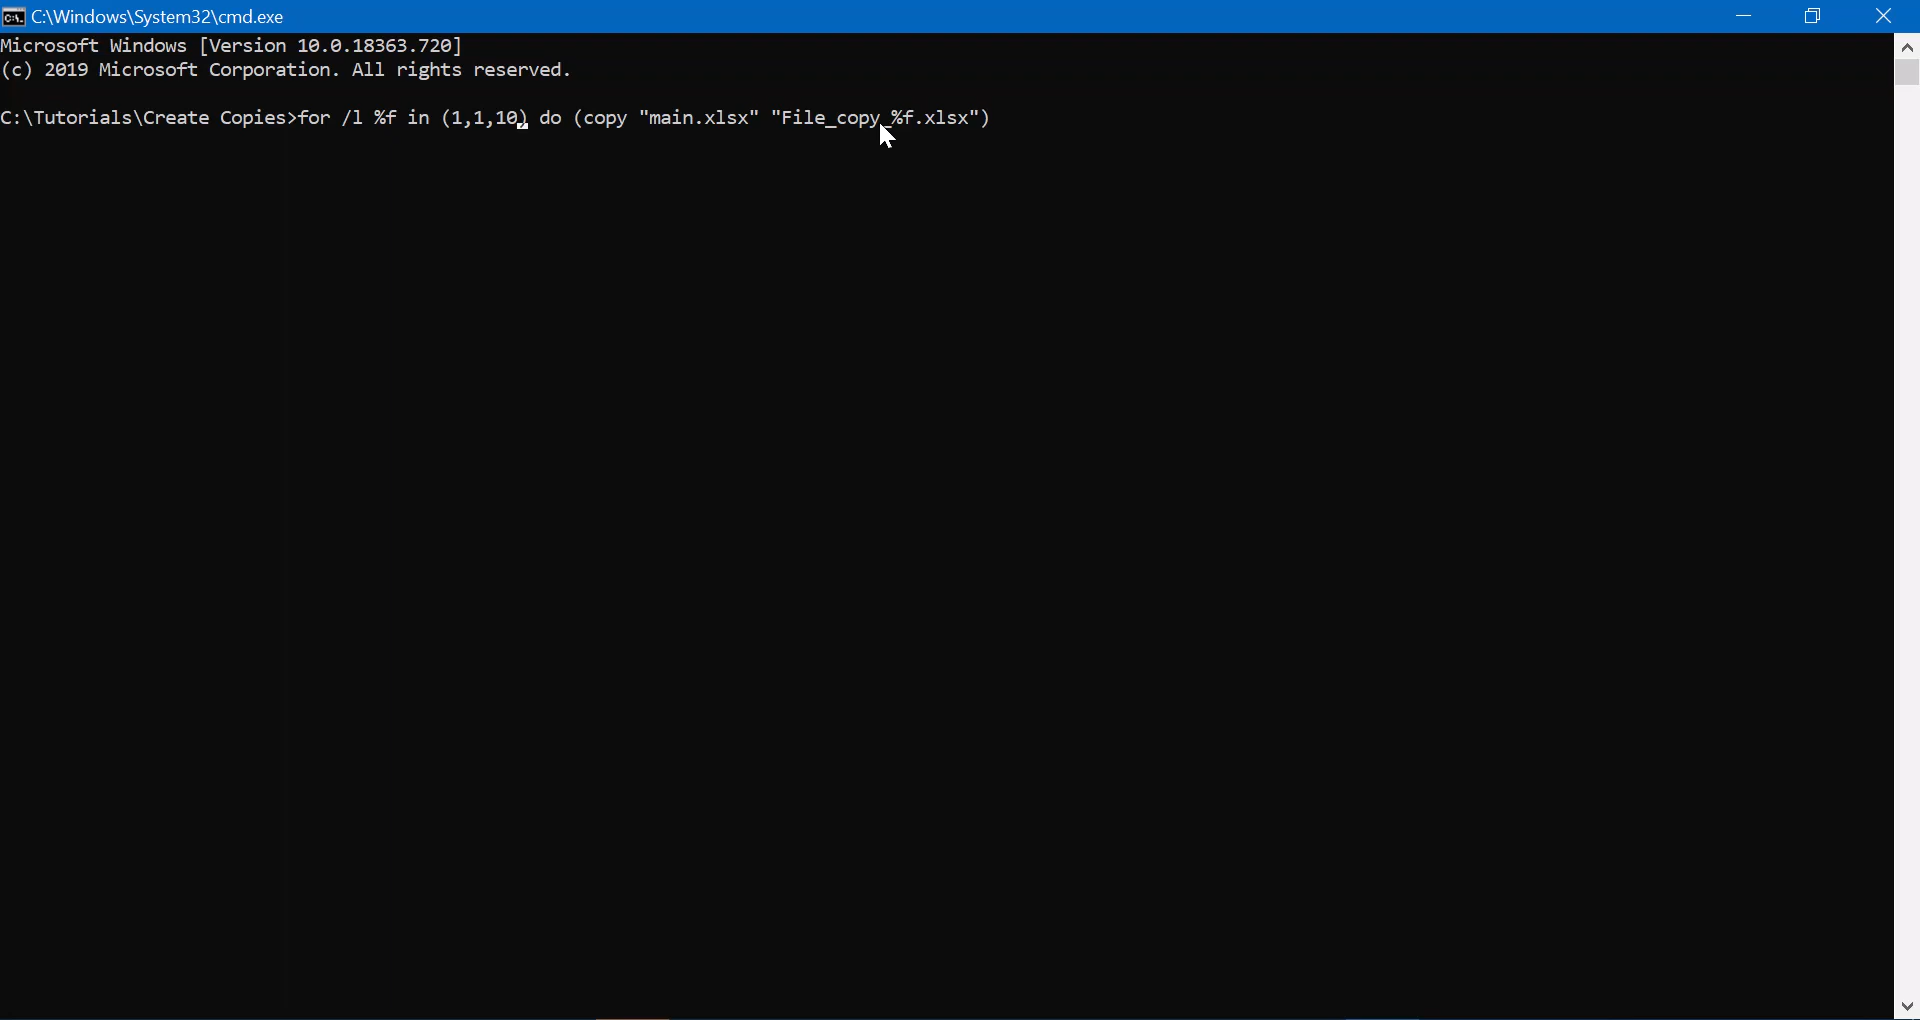 C:\Windows\System32\cmd.exe
Microsoft Windows [Version 10.0.18363.720]
(c) 2019 Microsoft Corporation. All rights reserved.
C:\Tutorials\Create Copies>for /l %f in (1,1,10) do (copy "main.xlsx" "File_copy_%f.xlsx")